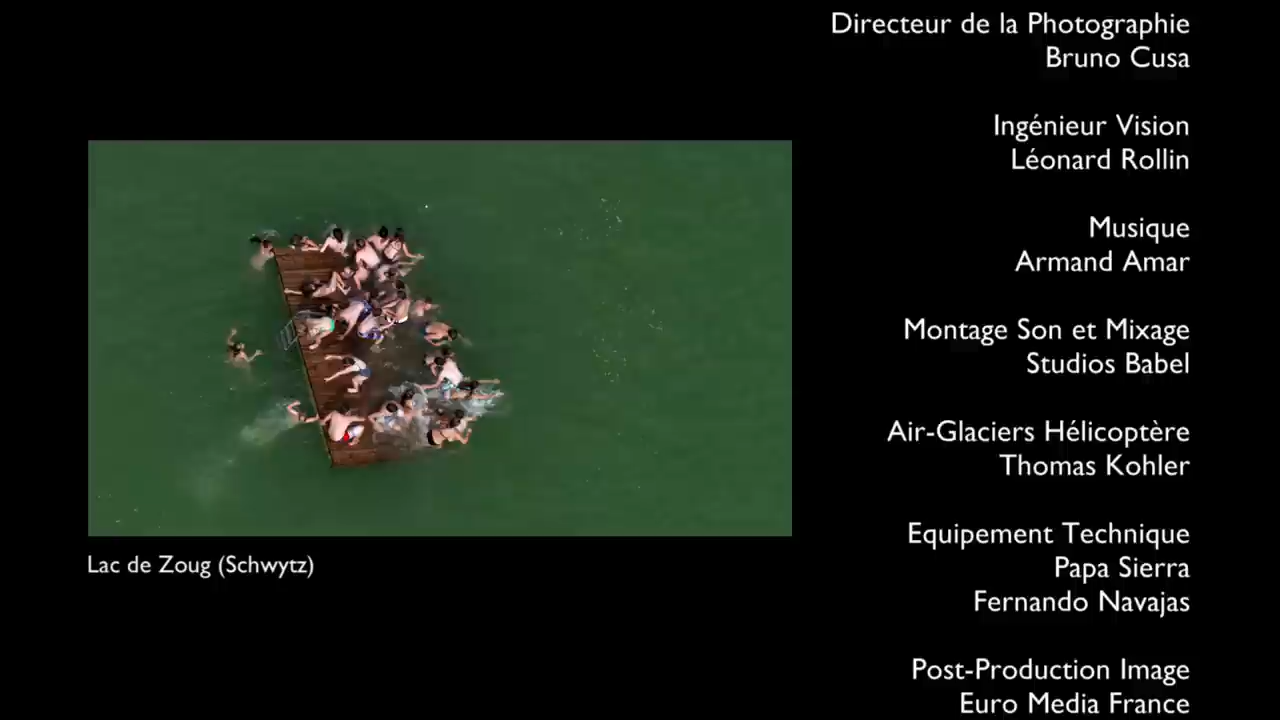 Directeur de la Photographie
Bruno Cusa
Ingénieur Vision
Léonard Rollin
Musique
Armand Amar
Montage Son et Mixage
Studios Babel
Air-Glaciers Hélicoptère
Thomas Kohler
Equipement Technique
Papa Sierra
Fernando Navajas
Post-Production Image
Euro Media France
Lac de Zoug (Schwytz)